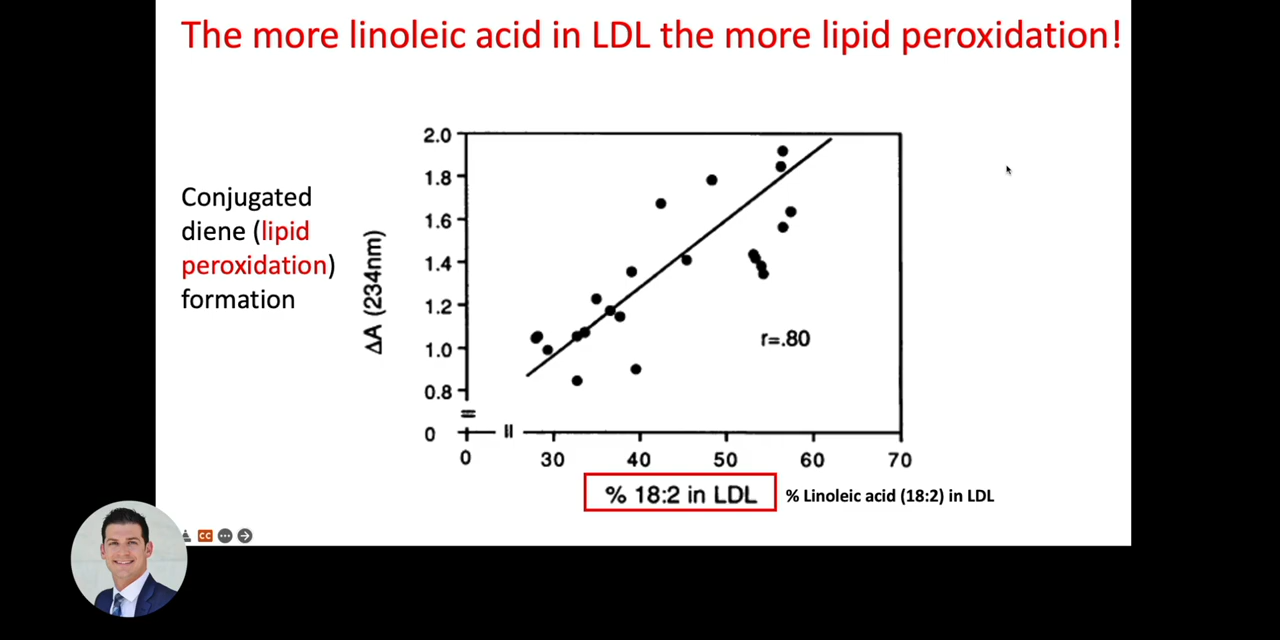 The more linoleic acid in LDL the more lipid peroxidation!
Conjugated
diene (lipid
peroxidation)
formation
ΔA (234nm)
2.0
1.8
1.6
1.4
1.2
1.0
0.8
0
r=.80
0 30 40 50 60 70
% 18:2 in LDL
% Linoleic acid (18:2) in LDL
CC